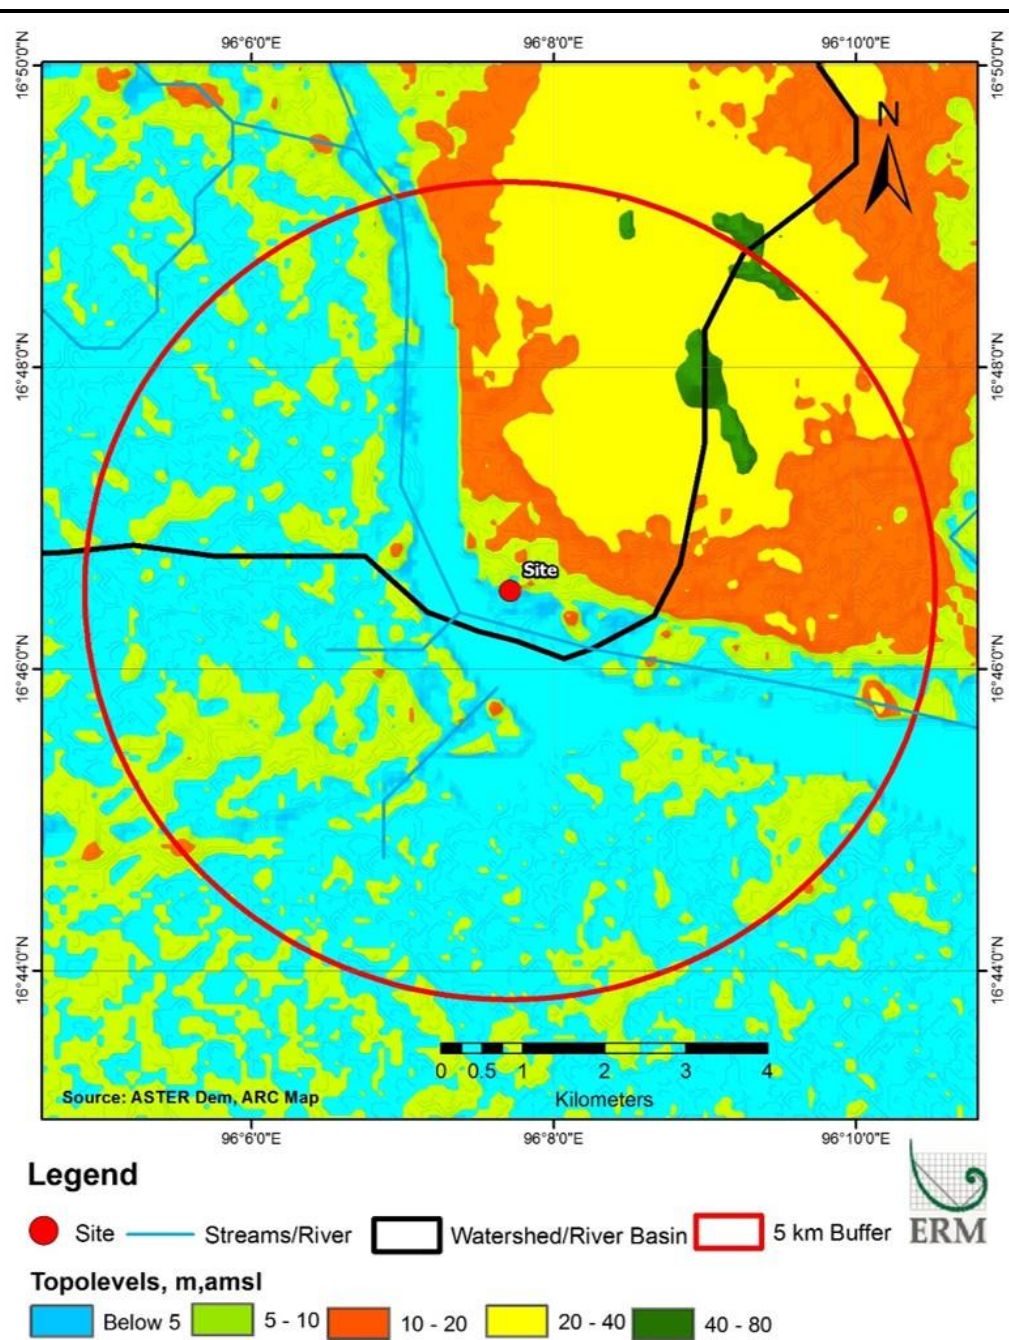 96°6'0"E 96°8'0"E 96°10'0"E
16°50'0"N 16°50'0"N
N
16°48'0"N 16°48'0"N
Site
16°46'0"N 16°46'0"N
16°44'0"N 16°44'0"N
0 0.5 1 2 3 4
Source: ASTER Dem, ARC Map Kilometers
96°6'0"E 96°8'0"E 96°10'0"E
Legend
ERM
Site Streams/River Watershed/River Basin 5 km Buffer
Topolevels, m,amsl
Below 5 5 - 10 10 - 20 20 - 40 40 - 80